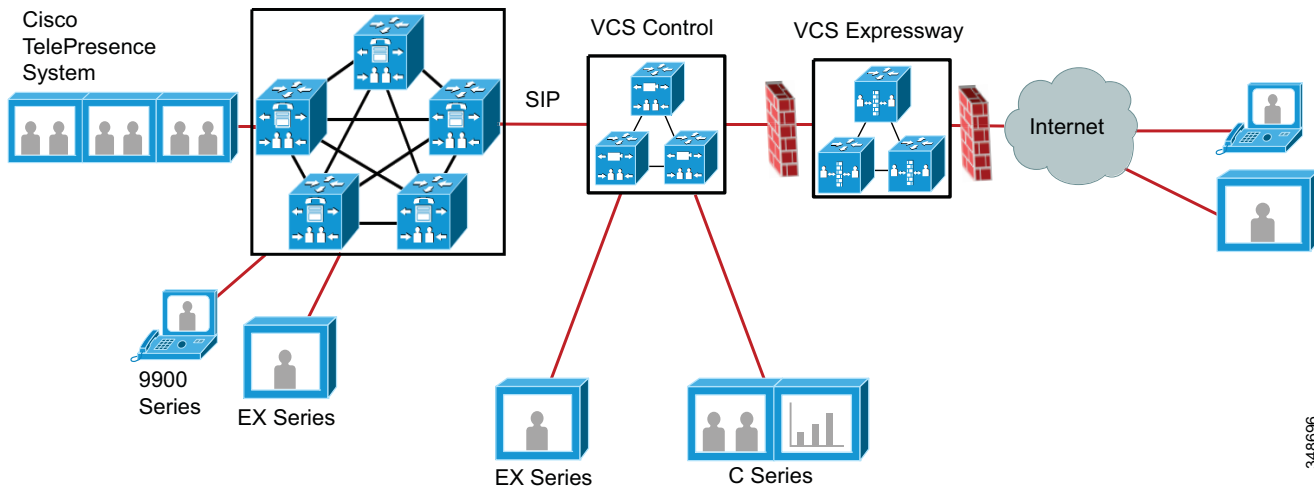 Cisco
TelePresence
System
VCS Control
VCS Expressway
SIP
Internet
9900
Series
EX Series
EX Series
C Series
348696